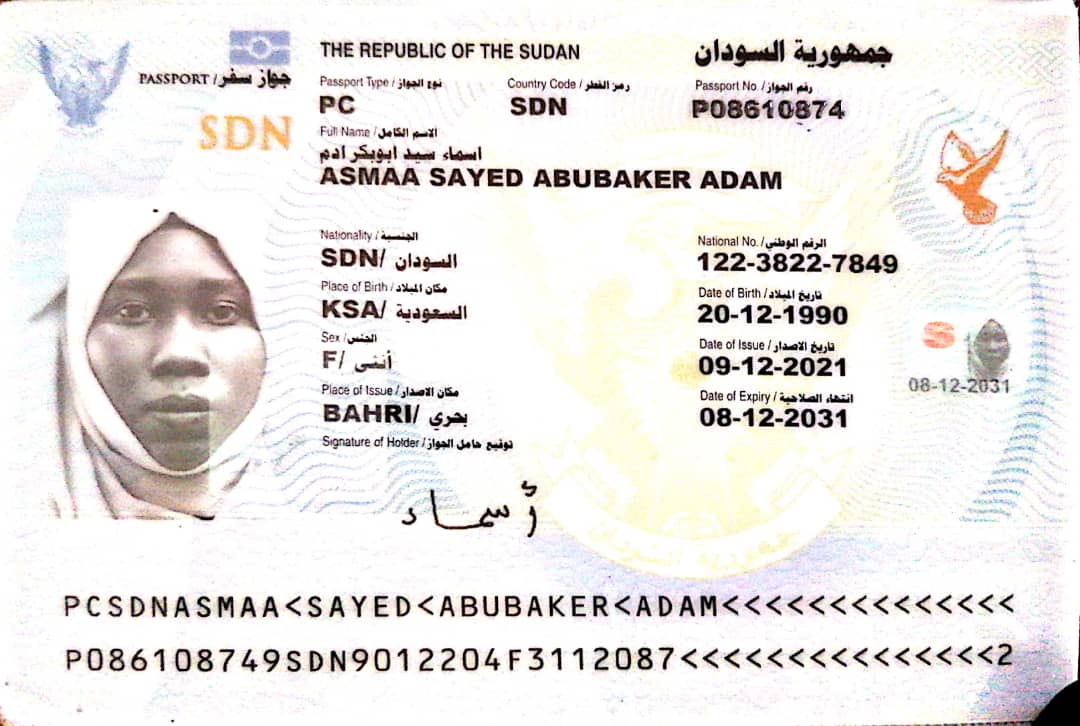 THE REPUBLIC OF THE SUDAN جمهورية السودان
PASSPORT / جواز سفر
SDN
Passport Type / نوع الجواز Country Code / رمز القطر Passport No. / رقم الجواز
PC SDN P08610874
Full Name / الاسم الكامل
اسماء سيد ابوبكر ادم
ASMAA SAYED ABUBAKER ADAM
Nationality / الجنسية National No. / الرقم الوطني
SDN/ السودان 122-3822-7849
Place of Birth / مكان الميلاد Date of Birth / تاريخ الميلاد
KSA/ السعودية 20-12-1990
Sex / الجنس Date of Issue / تاريخ الاصدار
F/ أنثى 09-12-2021
S
08-12-2031
Place of Issue / مكان الاصدار Date of Expiry / انتهاء الصلاحية
BAHRI/ بحري 08-12-2031
Signature of Holder / توقيع حامل الجواز
أسماء
جمهورية السودان
PCSDNASMAA<SAYED<ABUBAKER<ADAM<<<<<<<<<<<<<<
P086108749SDN9012204F3112087<<<<<<<<<<<<<<<2